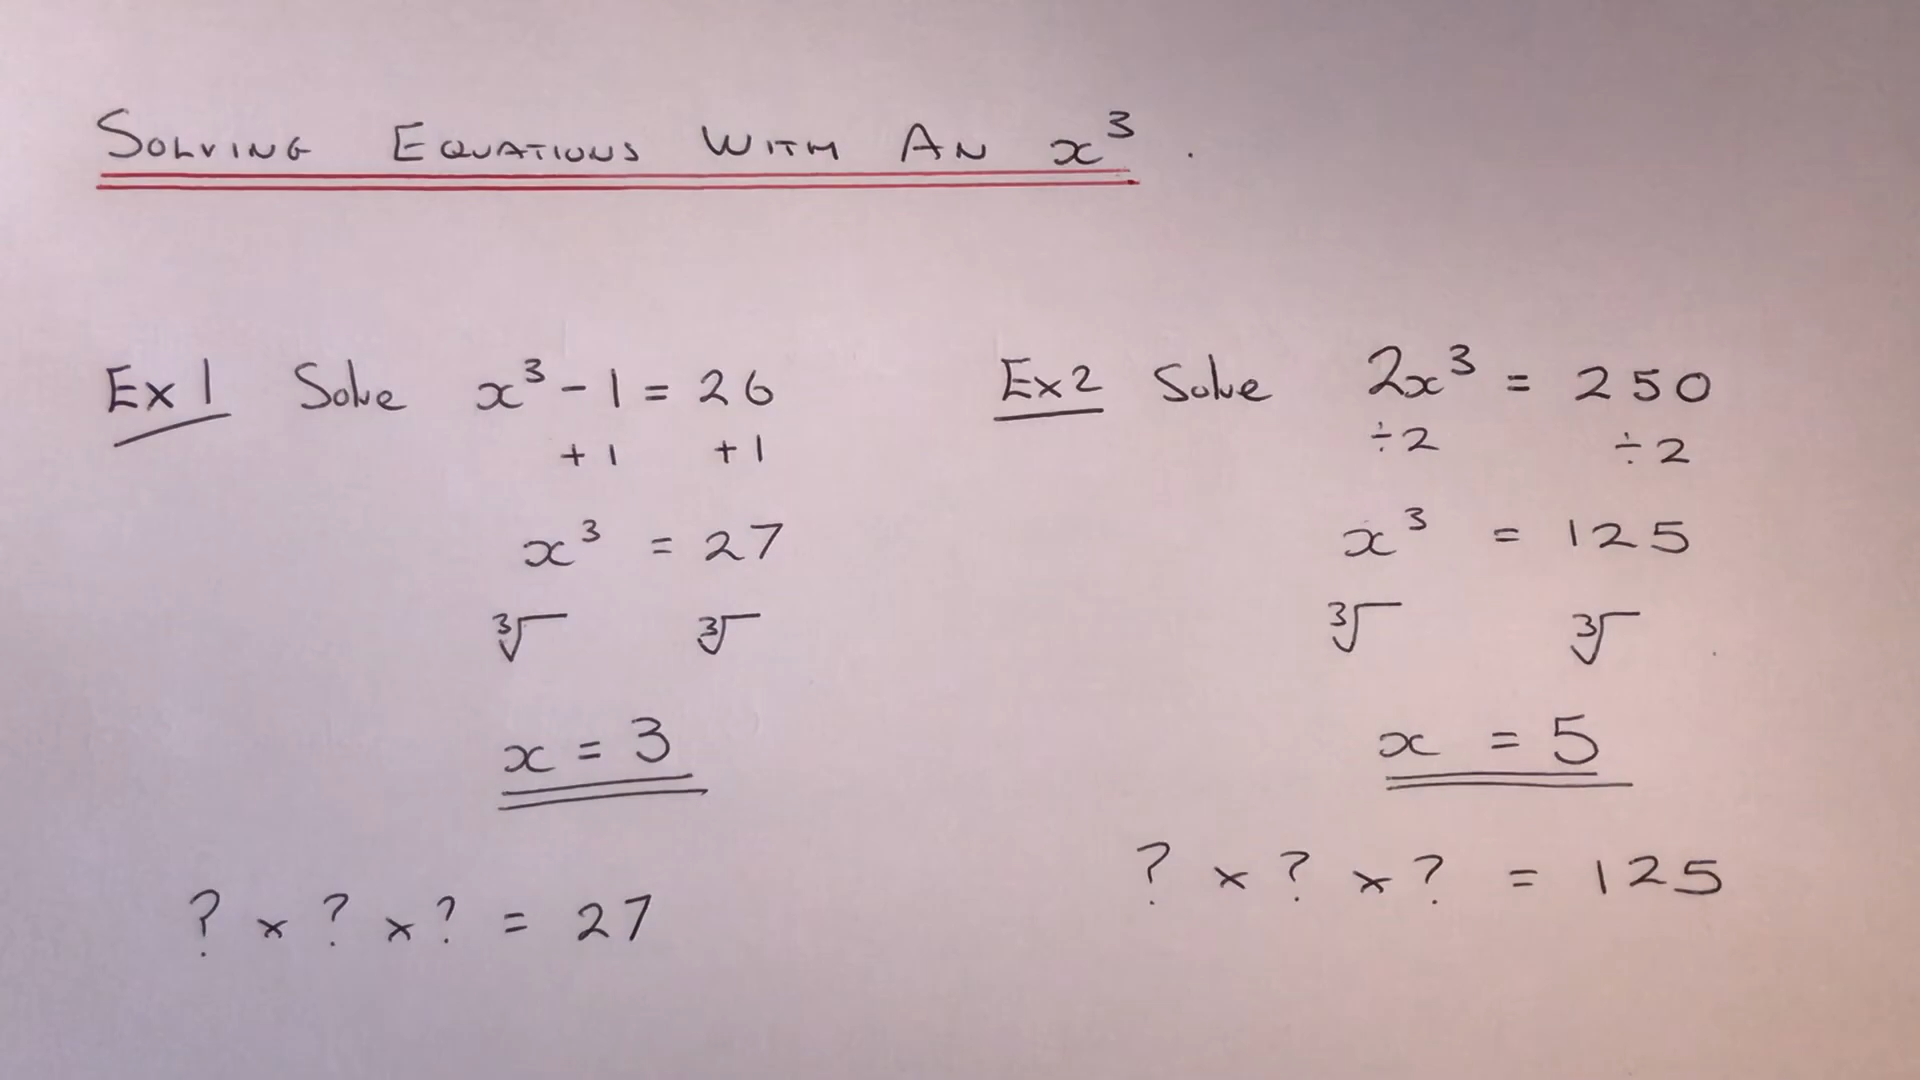 SOLVING EQUATIONS WITH AN x³.
Ex 1 Solve x³ - 1 = 26
+1 +1
x³ = 27
∛ ∛
x = 3
? × ? × ? = 27
Ex 2 Solve 2x³ = 250
÷2 ÷2
x³ = 125
∛ ∛
x = 5
? × ? × ? = 125